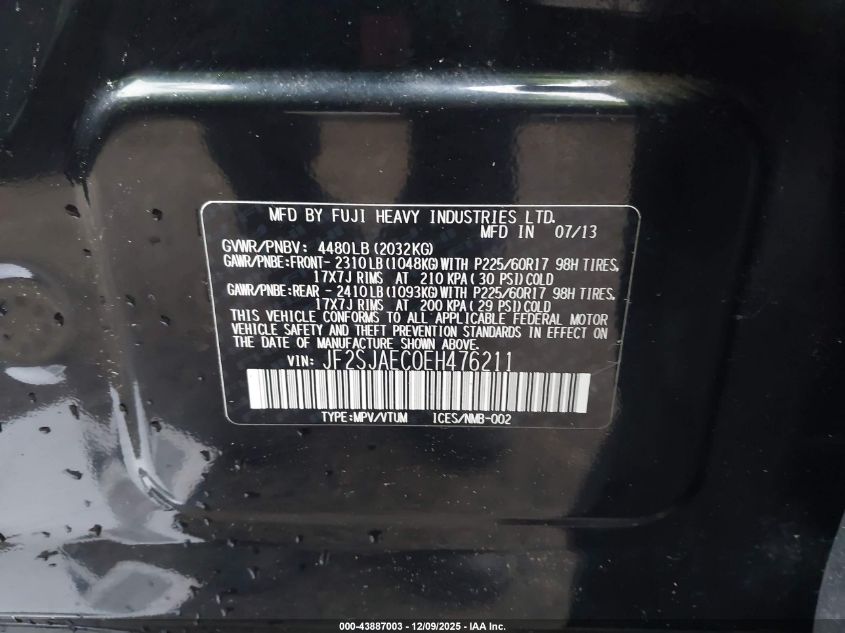 MFD BY FUJI HEAVY INDUSTRIES LTD.
MFD IN 07/13
GVWR/PNBV: 4480LB(2032KG)
GAWR/PNBE:FRONT- 2310LB(1048KG)WITH P225/60R17 98H TIRES,
17X7J RIMS AT 210 KPA(30 PSI)COLD
GAWR/PNBE:REAR - 2410LB(1093KG)WITH P225/60R17 98H TIRES,
17X7J RIMS AT 200 KPA(29 PSI)COLD
THIS VEHICLE CONFORMS TO ALL APPLICABLE FEDERAL MOTOR
VEHICLE SAFETY AND THEFT PREVENTION STANDARDS IN EFFECT ON
THE DATE OF MANUFACTURE SHOWN ABOVE.
VIN: JF2SJAEC0EH476211
TYPE:MPV/VTUM ICES/NMB-002
000-43887003 - 12/09/2025 - IAA Inc.